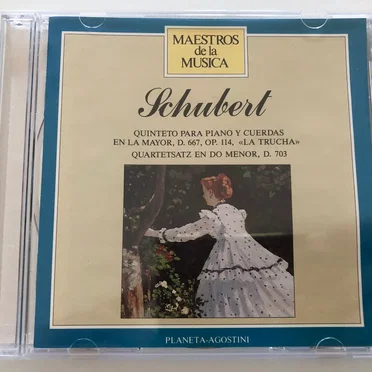 MAESTROS
de la
MUSICA
Schubert
QUINTETO PARA PIANO Y CUERDAS
EN LA MAYOR, D. 667, OP. 114, «LA TRUCHA»
QUARTETSATZ EN DO MENOR, D. 703
PLANETA-AGOSTINI